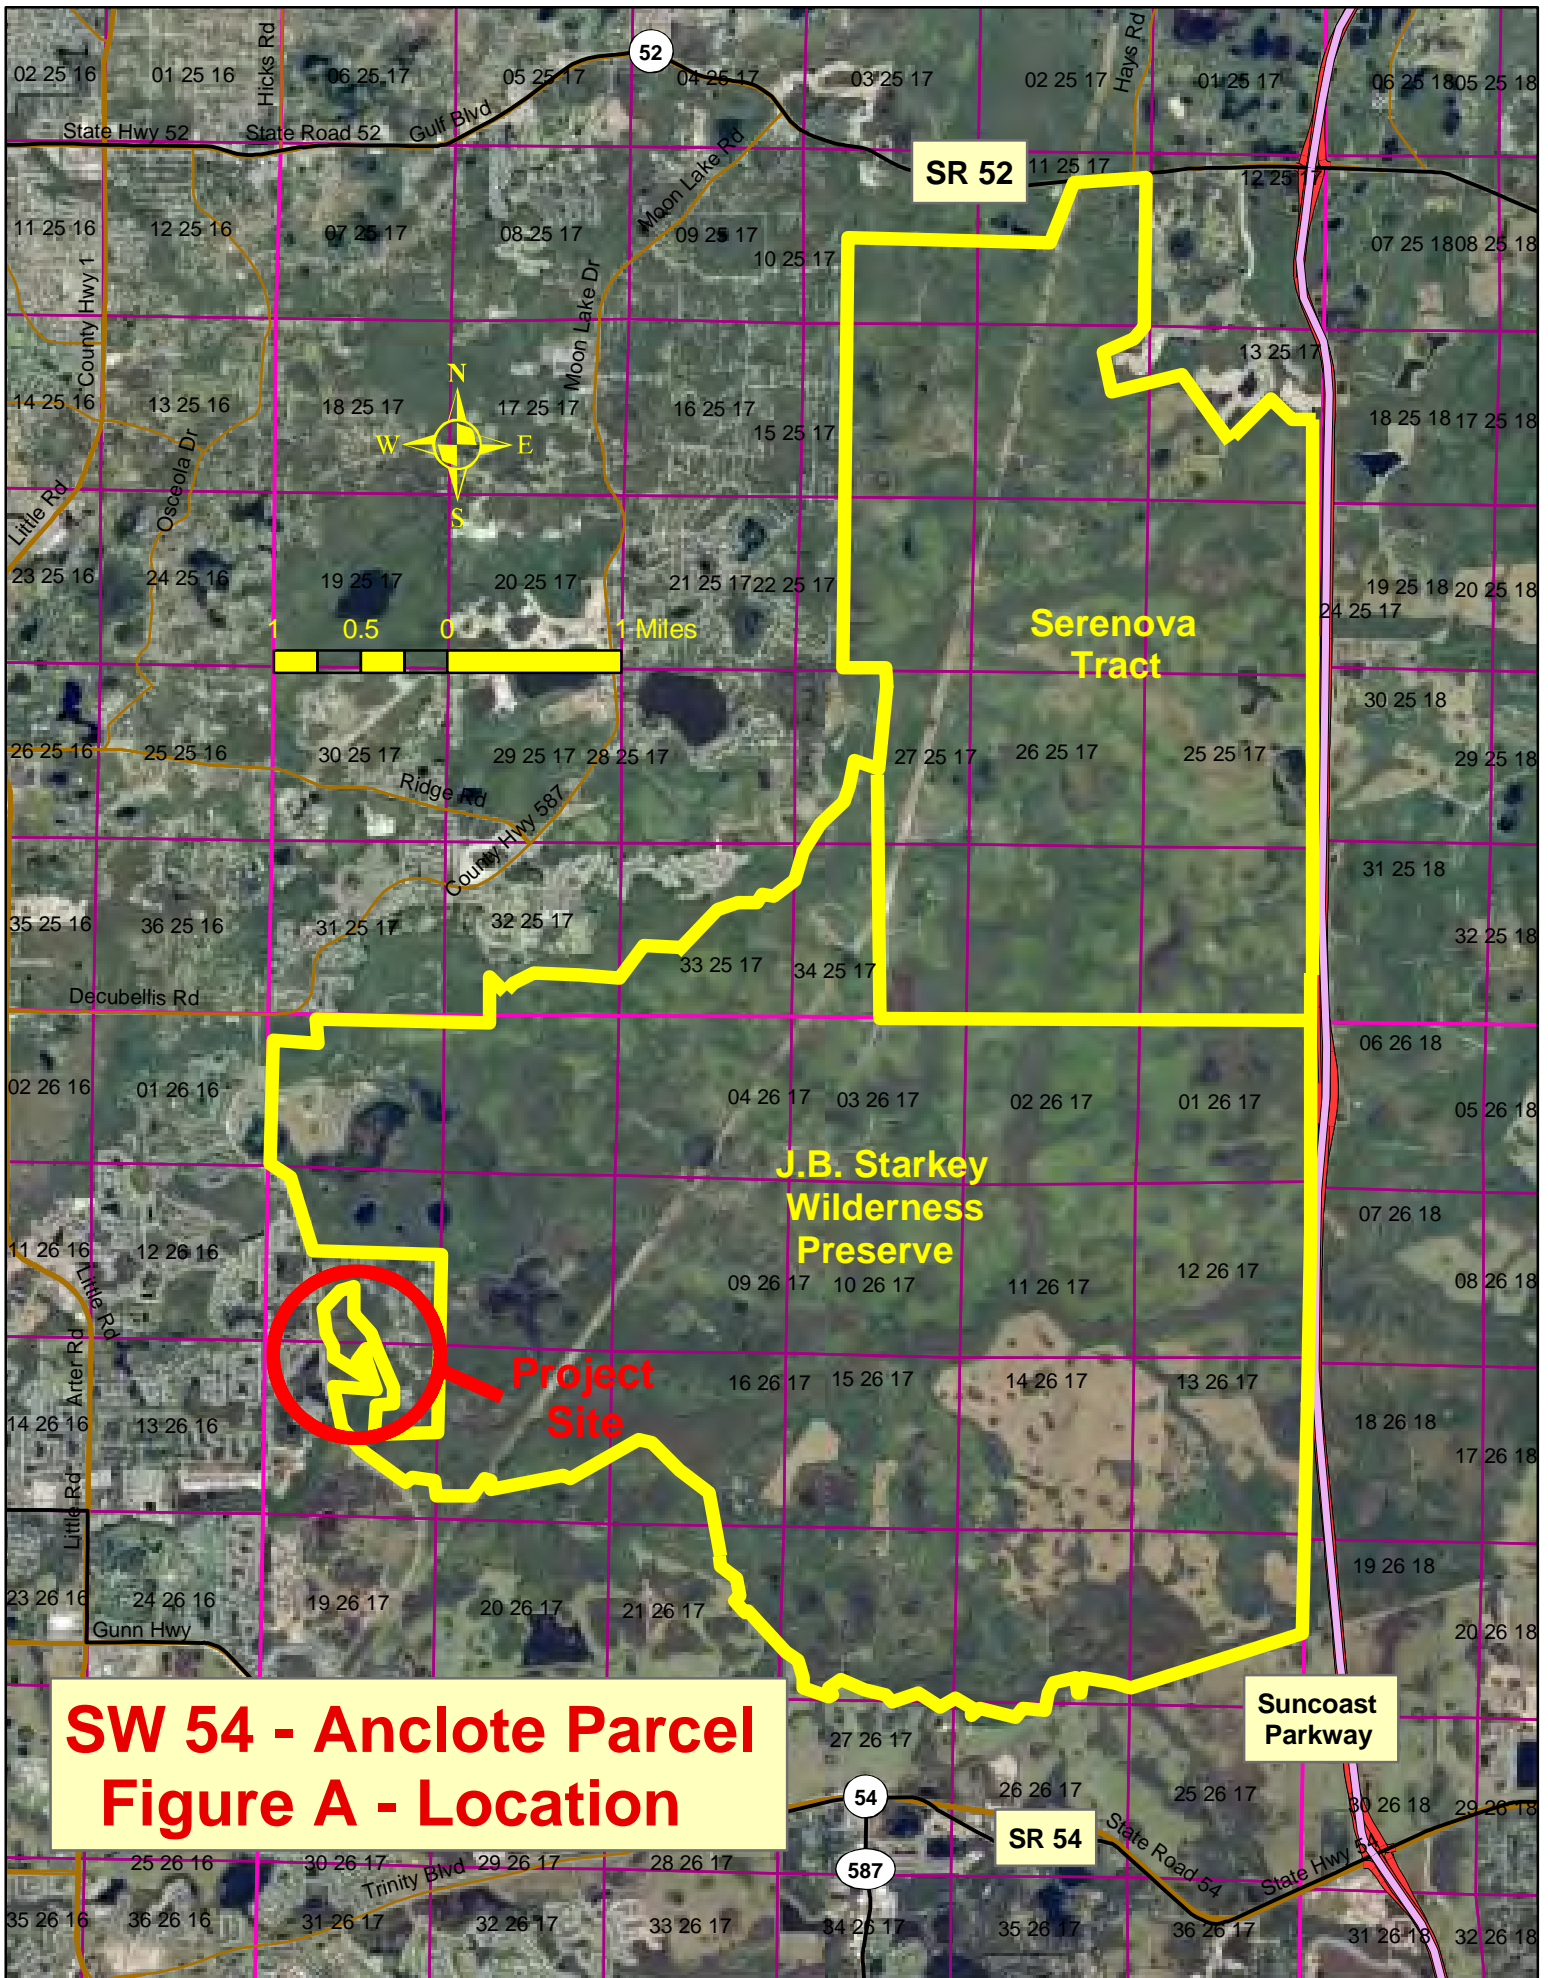 52
02 25 16
01 25 16
Hicks Rd
06 25 17
05 25 17
04 25 17
03 25 17
02 25 17
Hays Rd
01 25 17
06 25 18
05 25 18
State Hwy 52
State Road 52
Gulf Blvd
Moon Lake Rd
SR 52
11 25 17
12 25 17
11 25 16
12 25 16
07 25 17
08 25 17
09 25 17
10 25 17
07 25 18
08 25 18
County Hwy 1
Moon Lake Dr
13 25 17
N
W
E
S
14 25 16
13 25 16
18 25 17
17 25 17
16 25 17
15 25 17
18 25 18
17 25 18
Little Rd
Osceola Dr
23 25 16
24 25 16
19 25 17
20 25 17
21 25 17
22 25 17
24 25 17
19 25 18
20 25 18
1
0.5
0
1 Miles
Serenova
Tract
26 25 16
25 25 16
30 25 17
29 25 17
28 25 17
27 25 17
26 25 17
25 25 17
30 25 18
29 25 18
Ridge Rd
County Hwy 587
31 25 18
35 25 16
36 25 16
31 25 17
32 25 17
33 25 17
34 25 17
32 25 18
Decubellis Rd
06 26 18
02 26 16
01 26 16
04 26 17
03 26 17
02 26 17
01 26 17
05 26 18
J.B. Starkey
Wilderness
Preserve
07 26 18
11 26 16
12 26 16
09 26 17
10 26 17
11 26 17
12 26 17
08 26 18
Little Rd
Arter Rd
Project
Site
16 26 17
15 26 17
14 26 17
13 26 17
14 26 16
13 26 16
18 26 18
17 26 18
Little Rd
19 26 18
23 26 16
24 26 16
19 26 17
20 26 17
21 26 17
20 26 18
Gunn Hwy
SW 54 - Anclote Parcel
Figure A - Location
Suncoast
Parkway
27 26 17
26 26 17
25 26 17
30 26 18
29 26 18
54
SR 54
State Road 54
State Hwy 54
587
25 26 16
30 26 17
29 26 17
28 26 17
Trinity Blvd
35 26 16
36 26 16
31 26 17
32 26 17
33 26 17
34 26 17
35 26 17
36 26 17
31 26 18
32 26 18